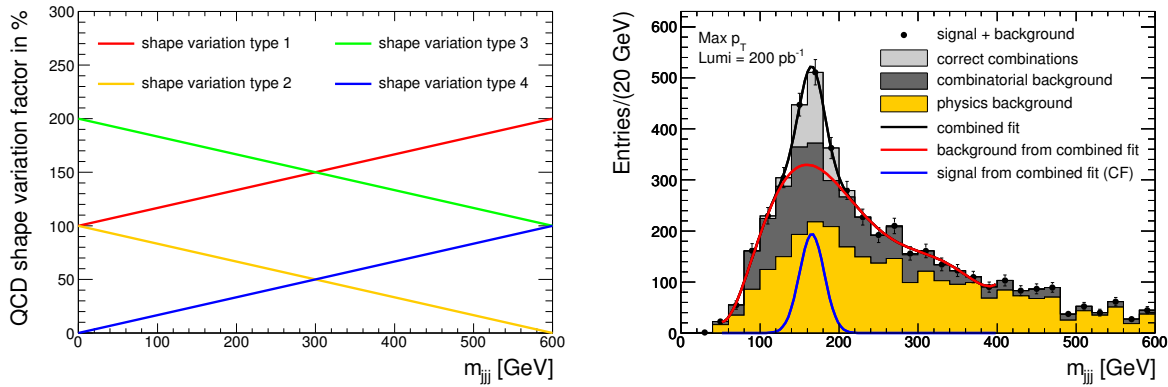 QCD shape variation factor in %
300
250
200
150
100
50
0
shape variation type 1
shape variation type 3
shape variation type 2
shape variation type 4
0 100 200 300 400 500 600
m_jjj [GeV]
Entries/(20 GeV)
600
500
400
300
200
100
0
Max p_T
Lumi = 200 pb⁻¹
signal + background
correct combinations
combinatorial background
physics background
combined fit
background from combined fit
signal from combined fit (CF)
0 100 200 300 400 500 600
m_jjj [GeV]